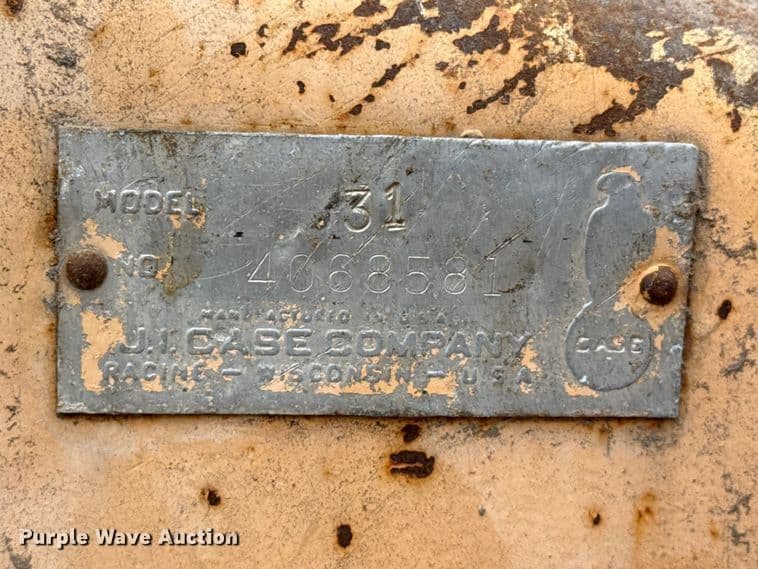 MODEL 31
NO. 4068581
MANUFACTURED IN U.S.A.
J. I. CASE COMPANY
RACINE - WISCONSIN - U S A
CASE
Purple Wave Auction